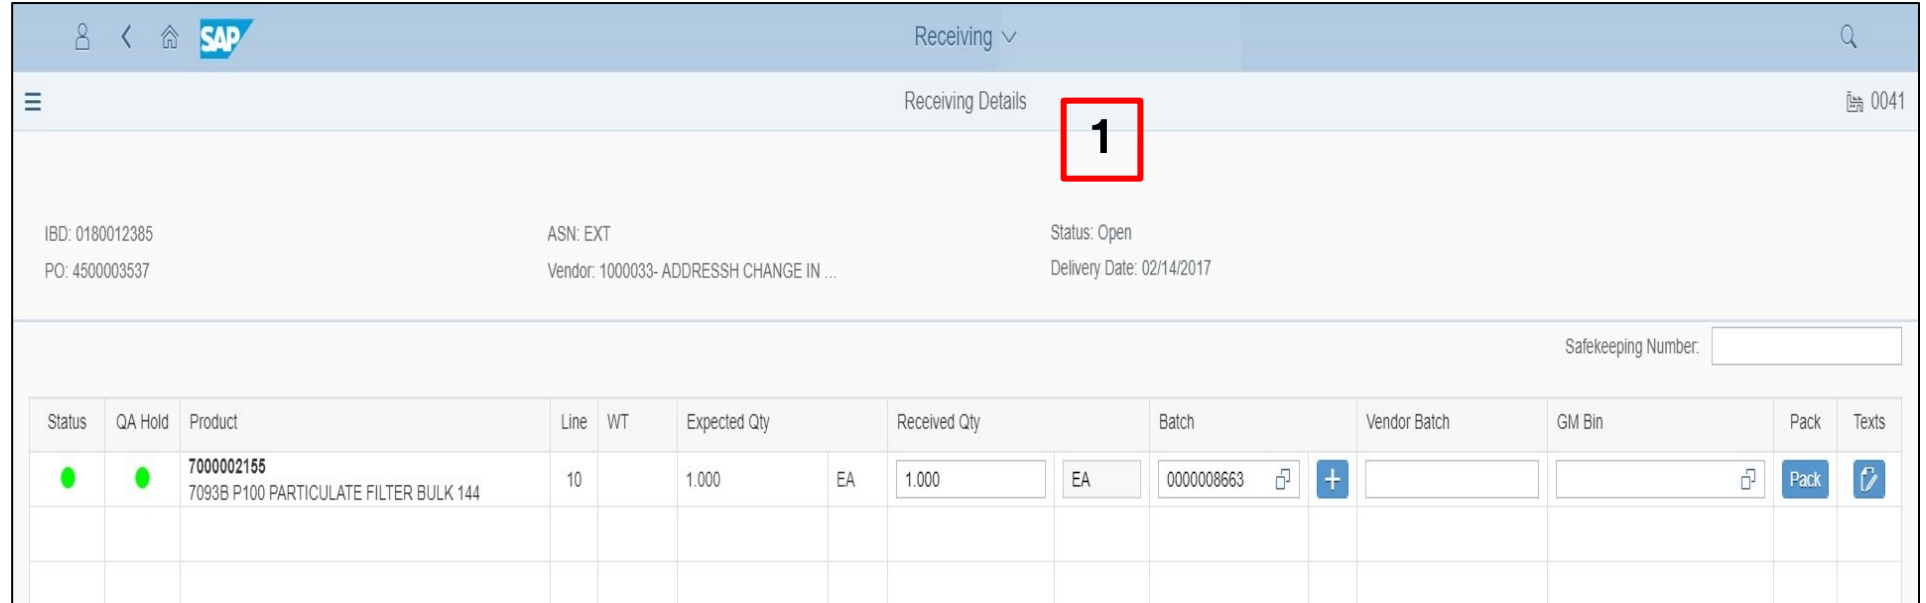 SAP
Receiving
Receiving Details
0041
1
IBD: 0180012385
ASN: EXT
Status: Open
PO: 4500003537
Vendor: 1000033- ADDRESSH CHANGE IN ...
Delivery Date: 02/14/2017
Safekeeping Number:
Status QA Hold Product Line WT Expected Qty Received Qty Batch Vendor Batch GM Bin Pack Texts
7000002155
7093B P100 PARTICULATE FILTER BULK 144
10 1.000 EA 1.000 EA 0000008663 + Pack